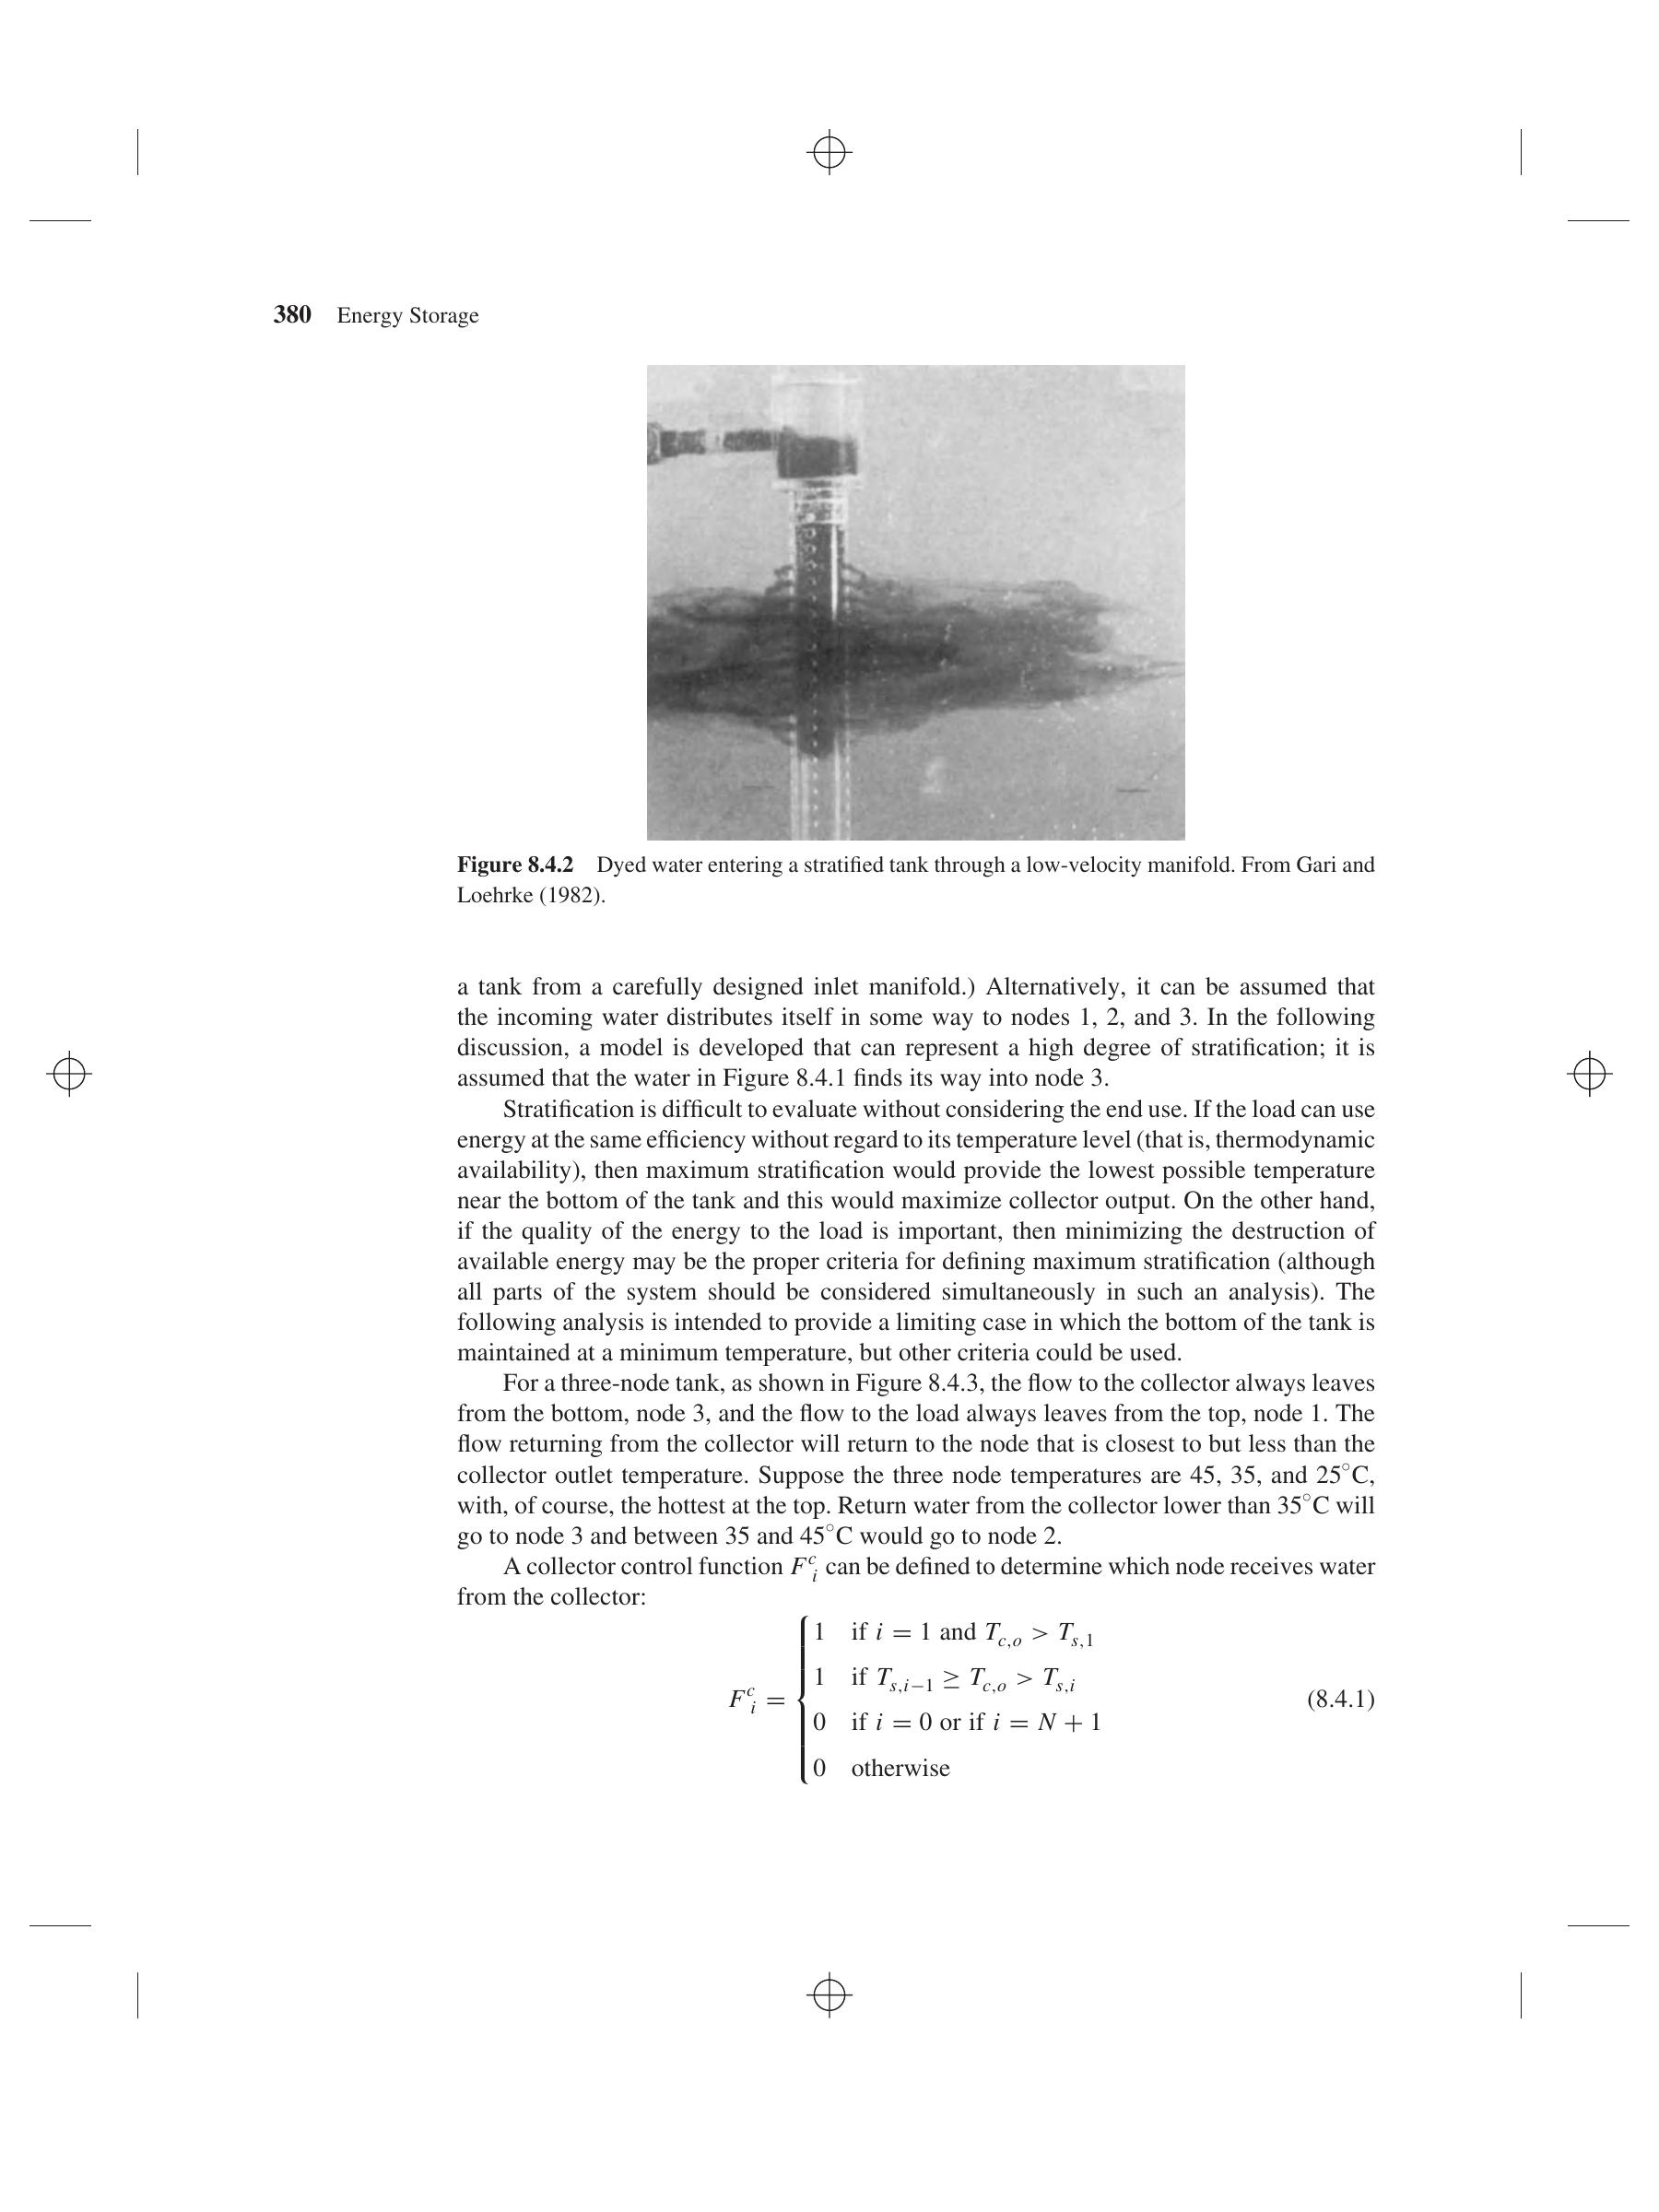 380 Energy Storage
Figure 8.4.2 Dyed water entering a stratified tank through a low-velocity manifold. From Gari and
Loehrke (1982).
a tank from a carefully designed inlet manifold.) Alternatively, it can be assumed that
the incoming water distributes itself in some way to nodes 1, 2, and 3. In the following
discussion, a model is developed that can represent a high degree of stratification; it is
assumed that the water in Figure 8.4.1 finds its way into node 3.
Stratification is difficult to evaluate without considering the end use. If the load can use
energy at the same efficiency without regard to its temperature level (that is, thermodynamic
availability), then maximum stratification would provide the lowest possible temperature
near the bottom of the tank and this would maximize collector output. On the other hand,
if the quality of the energy to the load is important, then minimizing the destruction of
available energy may be the proper criteria for defining maximum stratification (although
all parts of the system should be considered simultaneously in such an analysis). The
following analysis is intended to provide a limiting case in which the bottom of the tank is
maintained at a minimum temperature, but other criteria could be used.
For a three-node tank, as shown in Figure 8.4.3, the flow to the collector always leaves
from the bottom, node 3, and the flow to the load always leaves from the top, node 1. The
flow returning from the collector will return to the node that is closest to but less than the
collector outlet temperature. Suppose the three node temperatures are 45, 35, and 25°C,
with, of course, the hottest at the top. Return water from the collector lower than 35°C will
go to node 3 and between 35 and 45°C would go to node 2.
A collector control function F^c_i can be defined to determine which node receives water
from the collector:
1 if i = 1 and T_{c,o} > T_{s,1}
1 if T_{s,i−1} ≥ T_{c,o} > T_{s,i}
F^c_i = { (8.4.1)
0 if i = 0 or if i = N + 1
0 otherwise